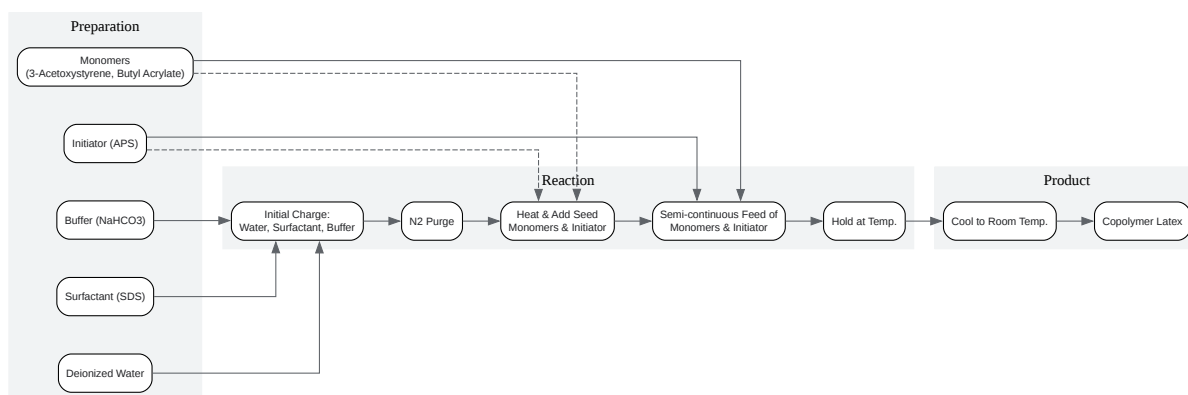 Preparation
Monomers
(3-Acetoxystyrene, Butyl Acrylate)
Initiator (APS)
Buffer (NaHCO3)
Surfactant (SDS)
Deionized Water
Reaction
Initial Charge:
Water, Surfactant, Buffer
N2 Purge
Heat & Add Seed
Monomers & Initiator
Semi-continuous Feed of
Monomers & Initiator
Hold at Temp.
Product
Cool to Room Temp.
Copolymer Latex